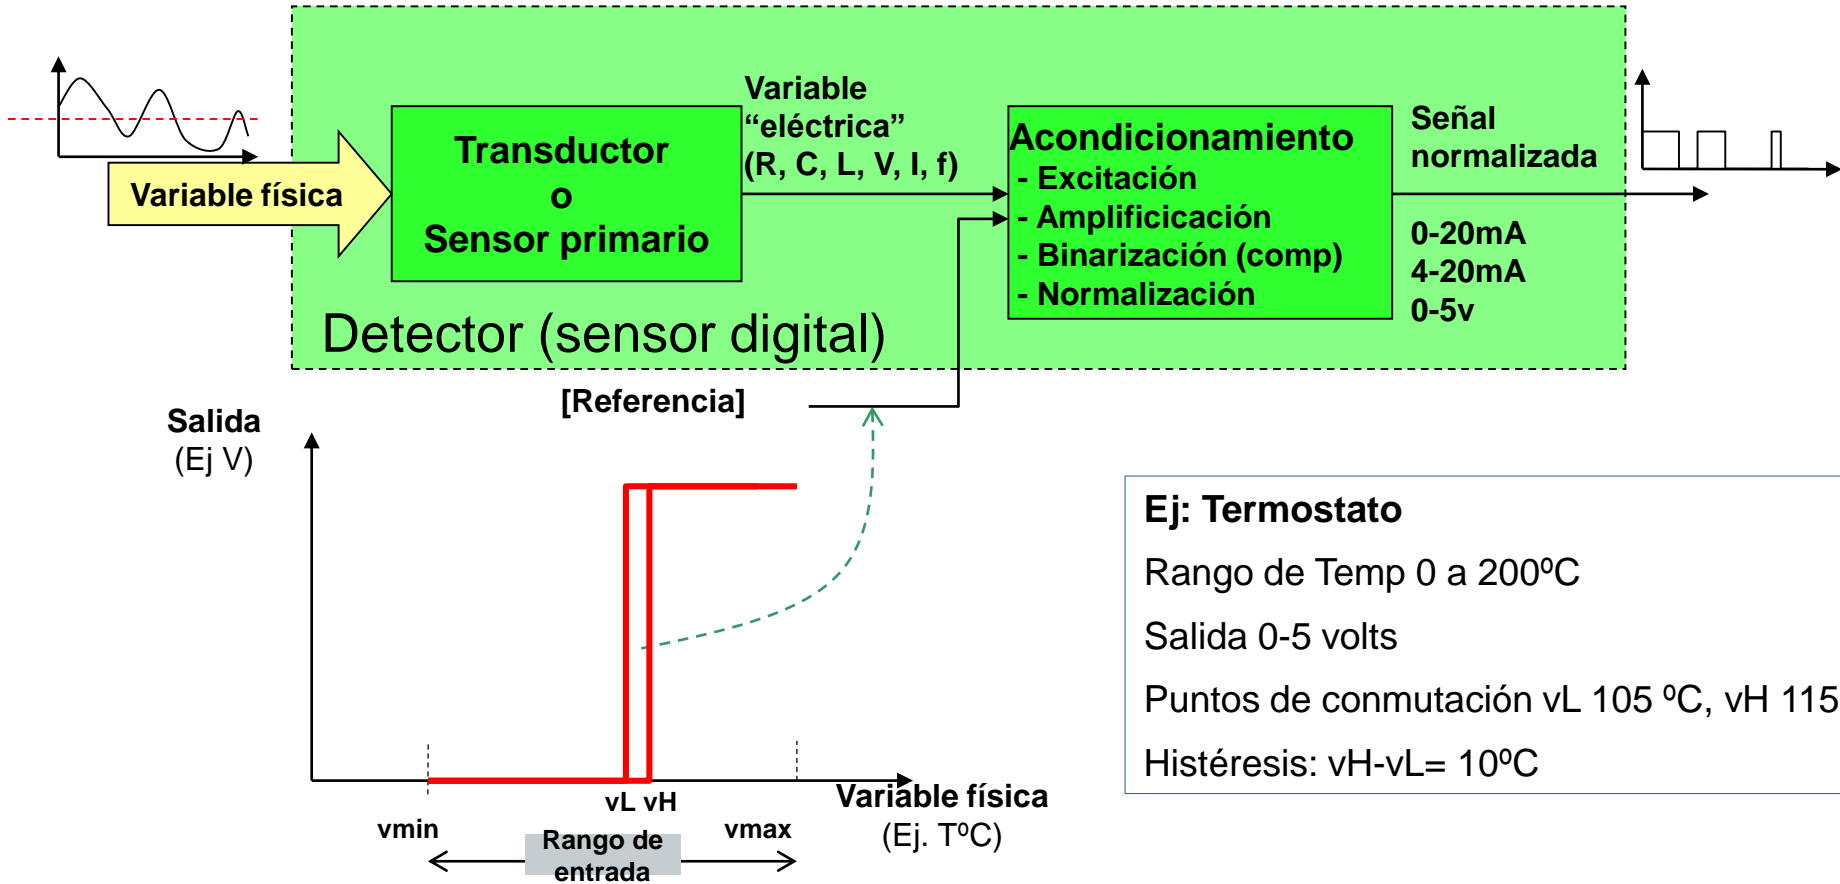 Variable física
Transductor
o
Sensor primario
Variable
“eléctrica”
(R, C, L, V, I, f)
Acondicionamiento
- Excitación
- Amplificicación
- Binarización (comp)
- Normalización
Señal
normalizada
0-20mA
4-20mA
0-5v
Detector (sensor digital)
[Referencia]
Salida
(Ej V)
vL vH
vmin
vmax
Variable física
(Ej. TºC)
Rango de
entrada
Ej: Termostato
Rango de Temp 0 a 200ºC
Salida 0-5 volts
Puntos de conmutación vL 105 ºC, vH 115
Histéresis: vH-vL= 10ºC